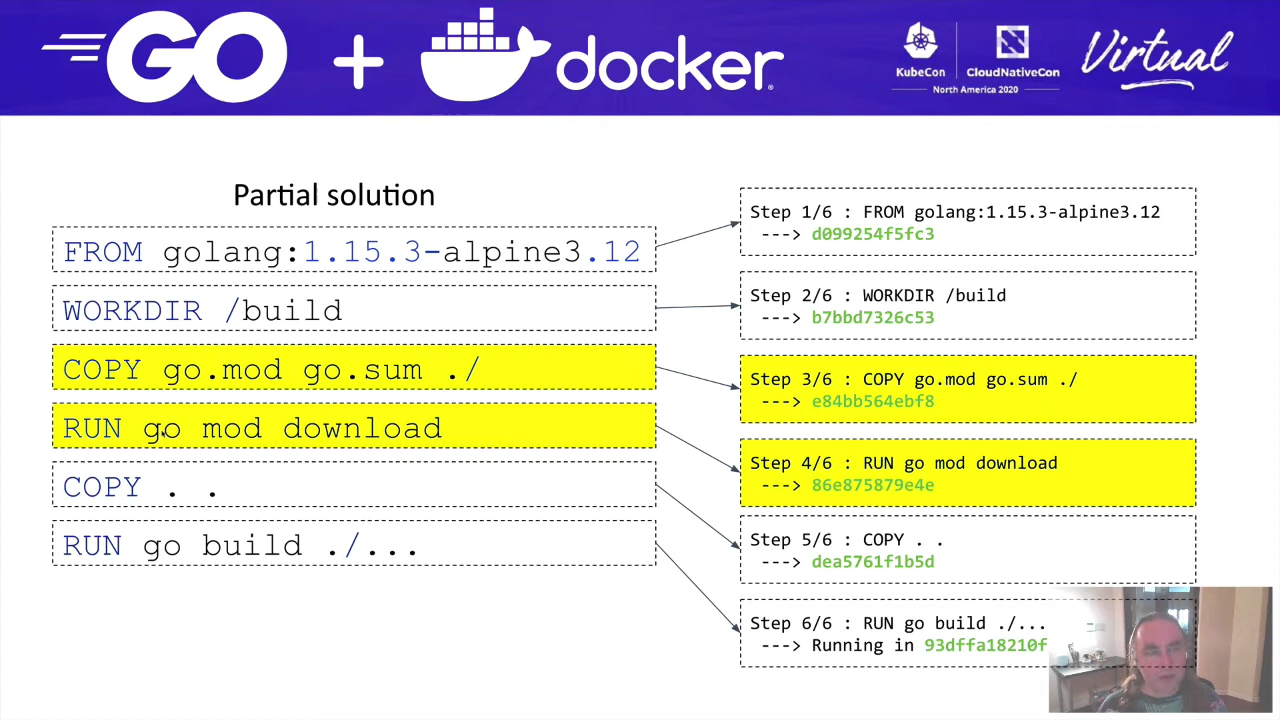 GO + docker
KubeCon CloudNativeCon
North America 2020
Virtual
Partial solution
FROM golang:1.15.3-alpine3.12
WORKDIR /build
COPY go.mod go.sum ./
RUN go mod download
COPY . .
RUN go build ./...
Step 1/6 : FROM golang:1.15.3-alpine3.12
---> d099254f5fc3
Step 2/6 : WORKDIR /build
---> b7bbd7326c53
Step 3/6 : COPY go.mod go.sum ./
---> e84bb564ebf8
Step 4/6 : RUN go mod download
---> 86e875879e4e
Step 5/6 : COPY . .
---> dea5761f1b5d
Step 6/6 : RUN go build ./...
---> Running in 93dffa18210f